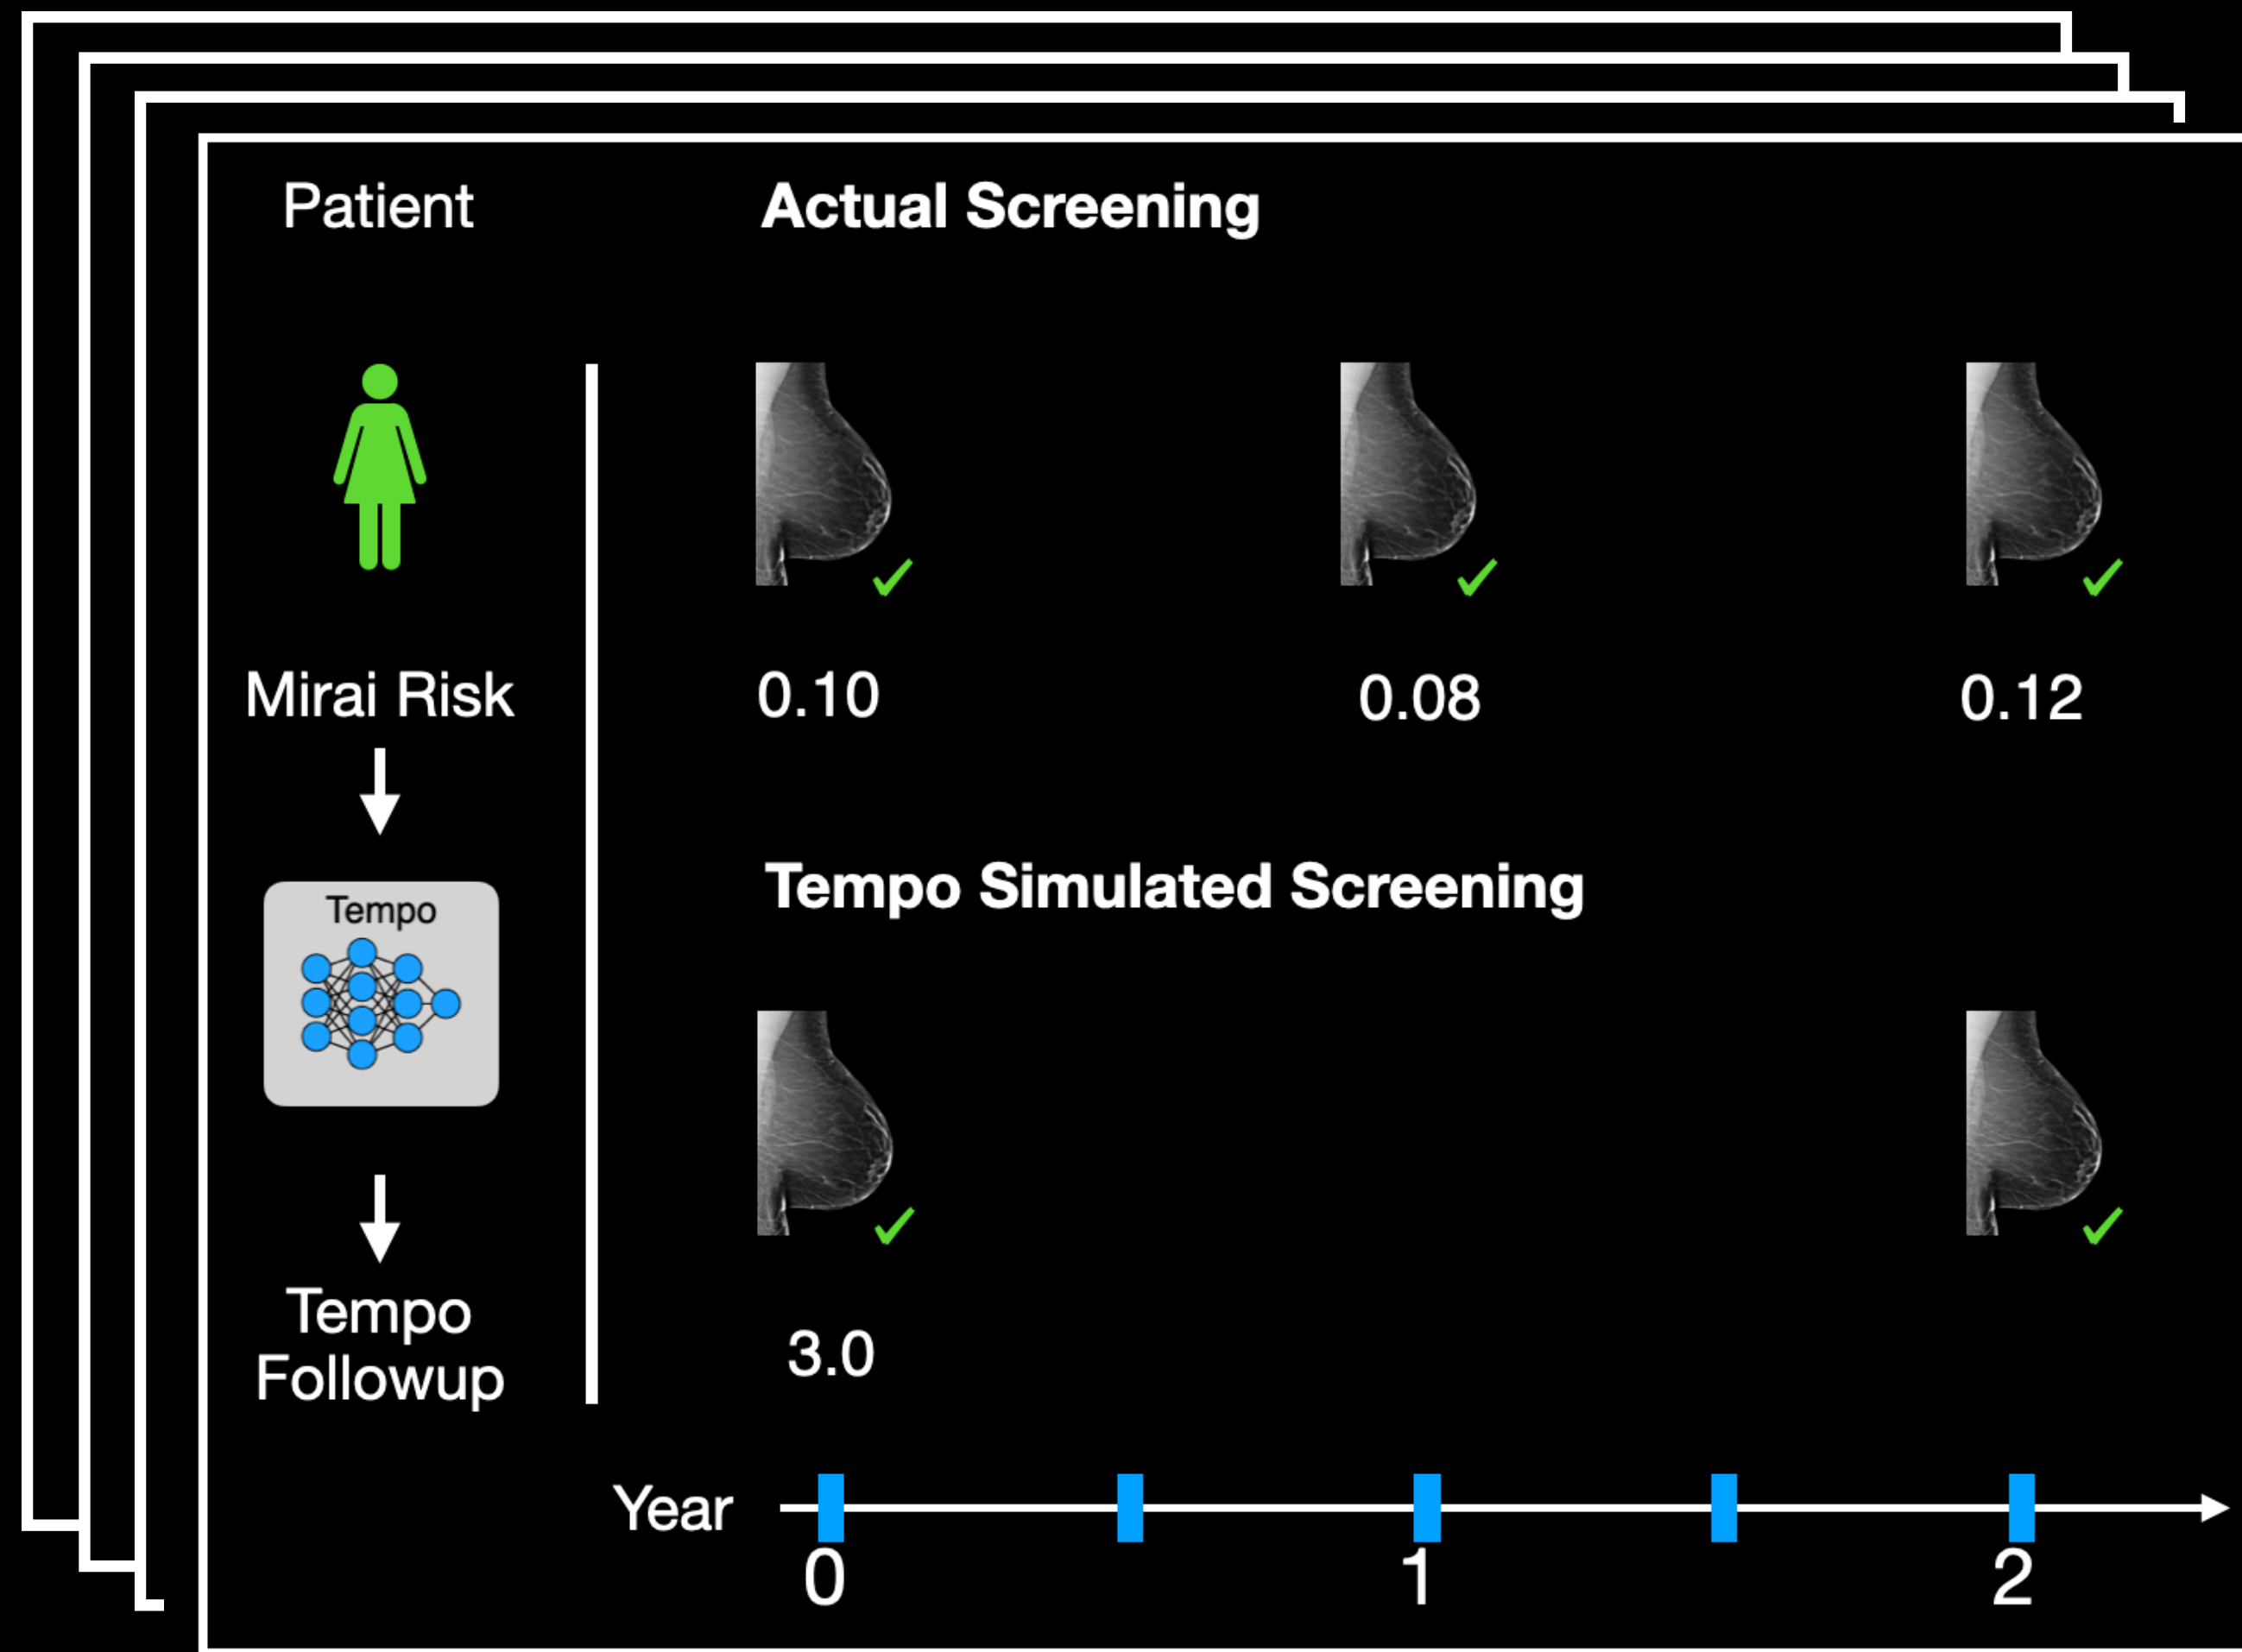 Patient
Actual Screening
Mirai Risk
0.10
0.08
0.12
Tempo
Tempo Simulated Screening
Tempo
Followup
3.0
Year
0
1
2